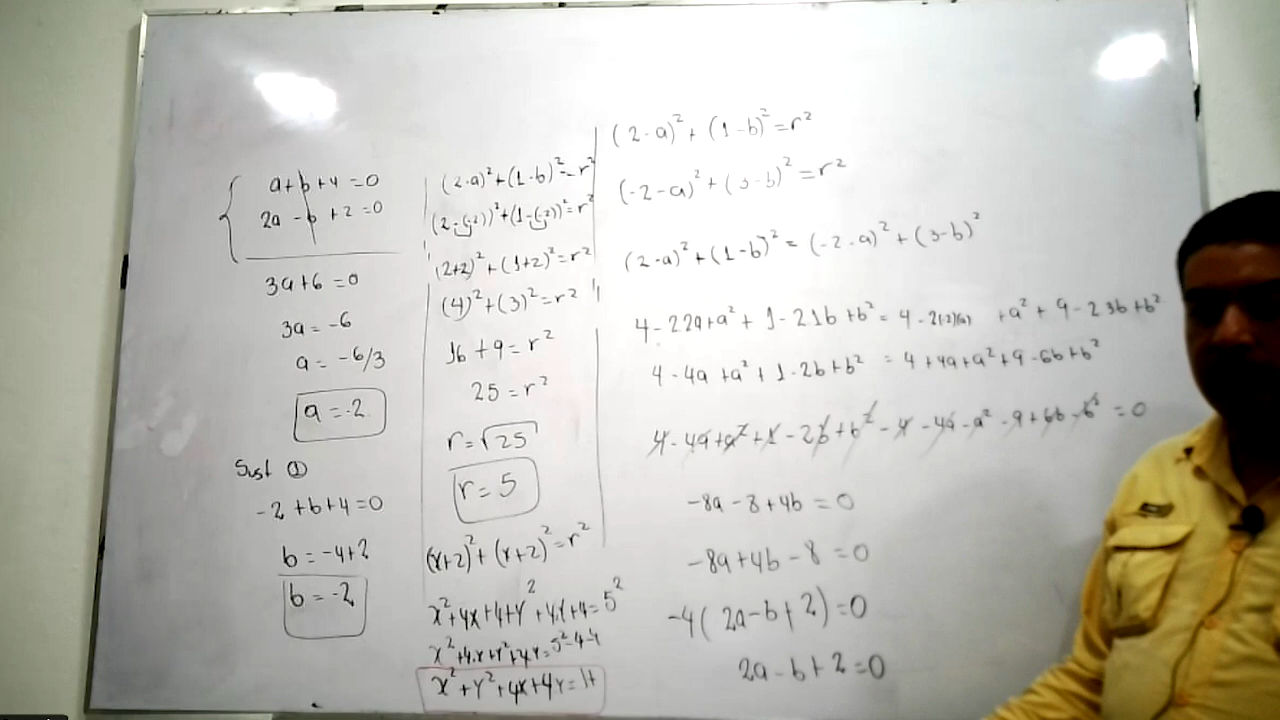 a+b+4=0
2a-b+2=0
3a+6=0
3a=-6
a=-6/3
a=-2
Sust ①
-2+b+4=0
b=-4+2
b=-2
(2-a)²+(1-b)²=r²
(2-(-2))²+(1-(-2))²=r²
(2+2)²+(1+2)²=r²
(4)²+(3)²=r²
16+9=r²
25=r²
r=√25
r=5
(x+2)²+(Y+2)²=r²
x²+4x+4+Y²+4Y+4=5²
x²+4x+Y²+4Y=5²-4-4
x²+Y²+4x+4Y=17
(2-a)²+(1-b)²=r²
(-2-a)²+(3-b)²=r²
(2-a)²+(1-b)²=(-2-a)²+(3-b)²
4-22a+a²+1-21b+b²=4-2(-2)(a)+a²+9-23b+b²
4-4a+a²+1-2b+b²=4+4a+a²+9-6b+b²
4-4a+a²+1-2b+b²-4-4a-a²-9+6b-b²=0
-8a-8+4b=0
-8a+4b-8=0
-4(2a-b+2)=0
2a-b+2=0